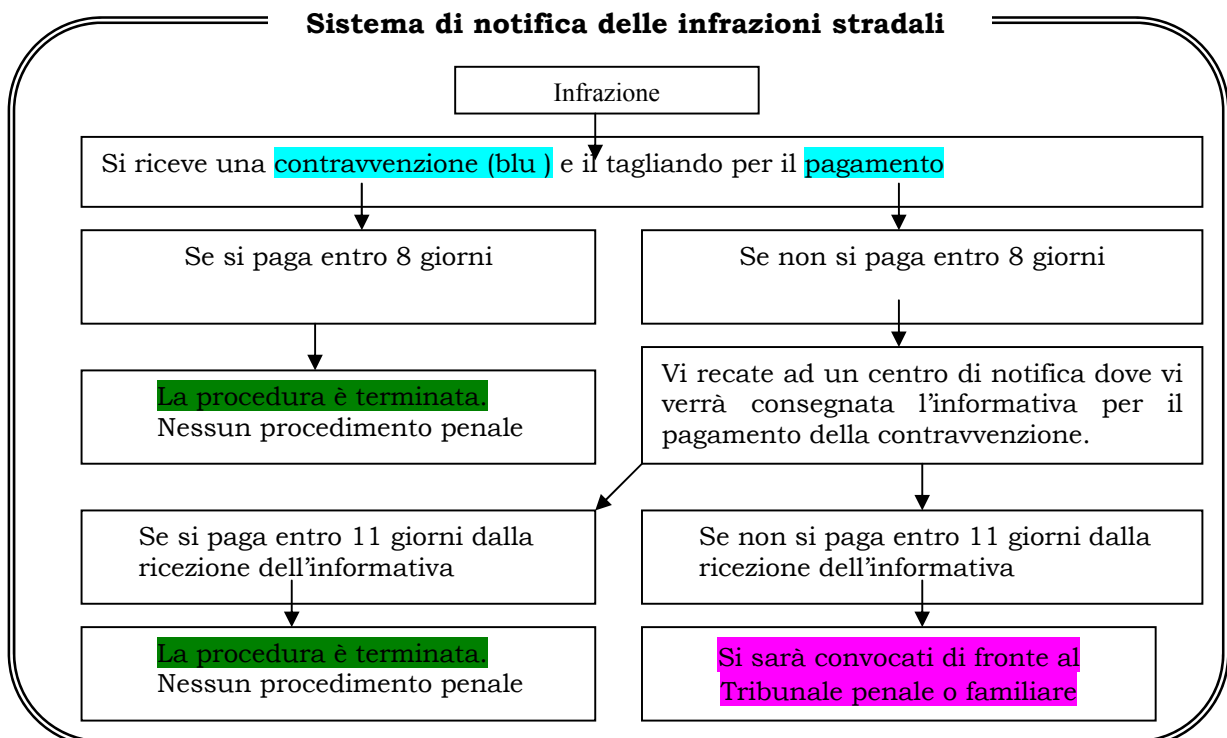 Sistema di notifica delle infrazioni stradali
Infrazione
Si riceve una contravvenzione (blu ) e il tagliando per il pagamento
Se si paga entro 8 giorni
Se non si paga entro 8 giorni
La procedura è terminata.
Nessun procedimento penale
Vi recate ad un centro di notifica dove vi
verrà consegnata l'informativa per il
pagamento della contravvenzione.
Se si paga entro 11 giorni dalla
ricezione dell'informativa
Se non si paga entro 11 giorni dalla
ricezione dell'informativa
La procedura è terminata.
Nessun procedimento penale
Si sarà convocati di fronte al
Tribunale penale o familiare